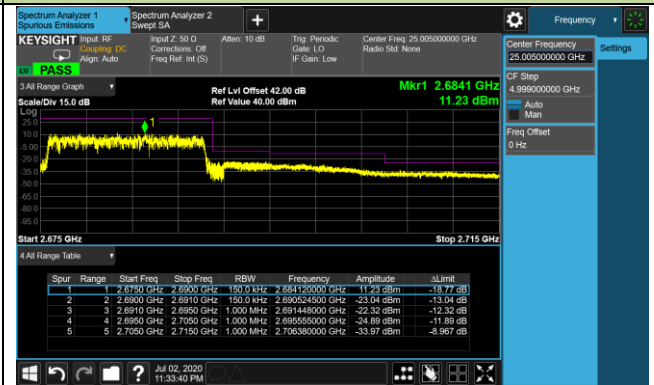 Spectrum Analyzer 1
Spurious Emissions
Spectrum Analyzer 2
Swept SA
Frequency
KEYSIGHT
Input: RF
Coupling: DC
Align: Auto
Input Z: 50 Ω
Corrections: Off
Freq Ref: Int (S)
Atten: 10 dB
Trig: Periodic
Gate: LO
IF Gain: Low
Center Freq: 25.005000000 GHz
Radio Std: None
PASS
Center Frequency
25.005000000 GHz
Settings
CF Step
4.999000000 GHz
Auto
Man
Freq Offset
0 Hz
3 All Range Graph
Ref Lvl Offset 42.00 dB
Mkr1 2.6841 GHz
Scale/Div 15.0 dB
Ref Value 40.00 dBm
11.23 dBm
Log
1
25.0
10.0
-5.00
-20.0
-35.0
-50.0
-65.0
-80.0
-95.0
Start 2.675 GHz
Stop 2.715 GHz
4 All Range Table
Spur Range Start Freq Stop Freq RBW Frequency Amplitude ΔLimit
1 1 2.6750 GHz 2.6900 GHz 150.0 kHz 2.684120000 GHz 11.23 dBm -18.77 dB
2 2 2.6900 GHz 2.6910 GHz 150.0 kHz 2.690524500 GHz -23.04 dBm -13.04 dB
3 3 2.6910 GHz 2.6950 GHz 1.000 MHz 2.691448000 GHz -22.32 dBm -12.32 dB
4 4 2.6950 GHz 2.7050 GHz 1.000 MHz 2.695555000 GHz -24.89 dBm -11.89 dB
5 5 2.7050 GHz 2.7150 GHz 1.000 MHz 2.706380000 GHz -33.97 dBm -8.967 dB
Jul 02, 2020
11:33:40 PM